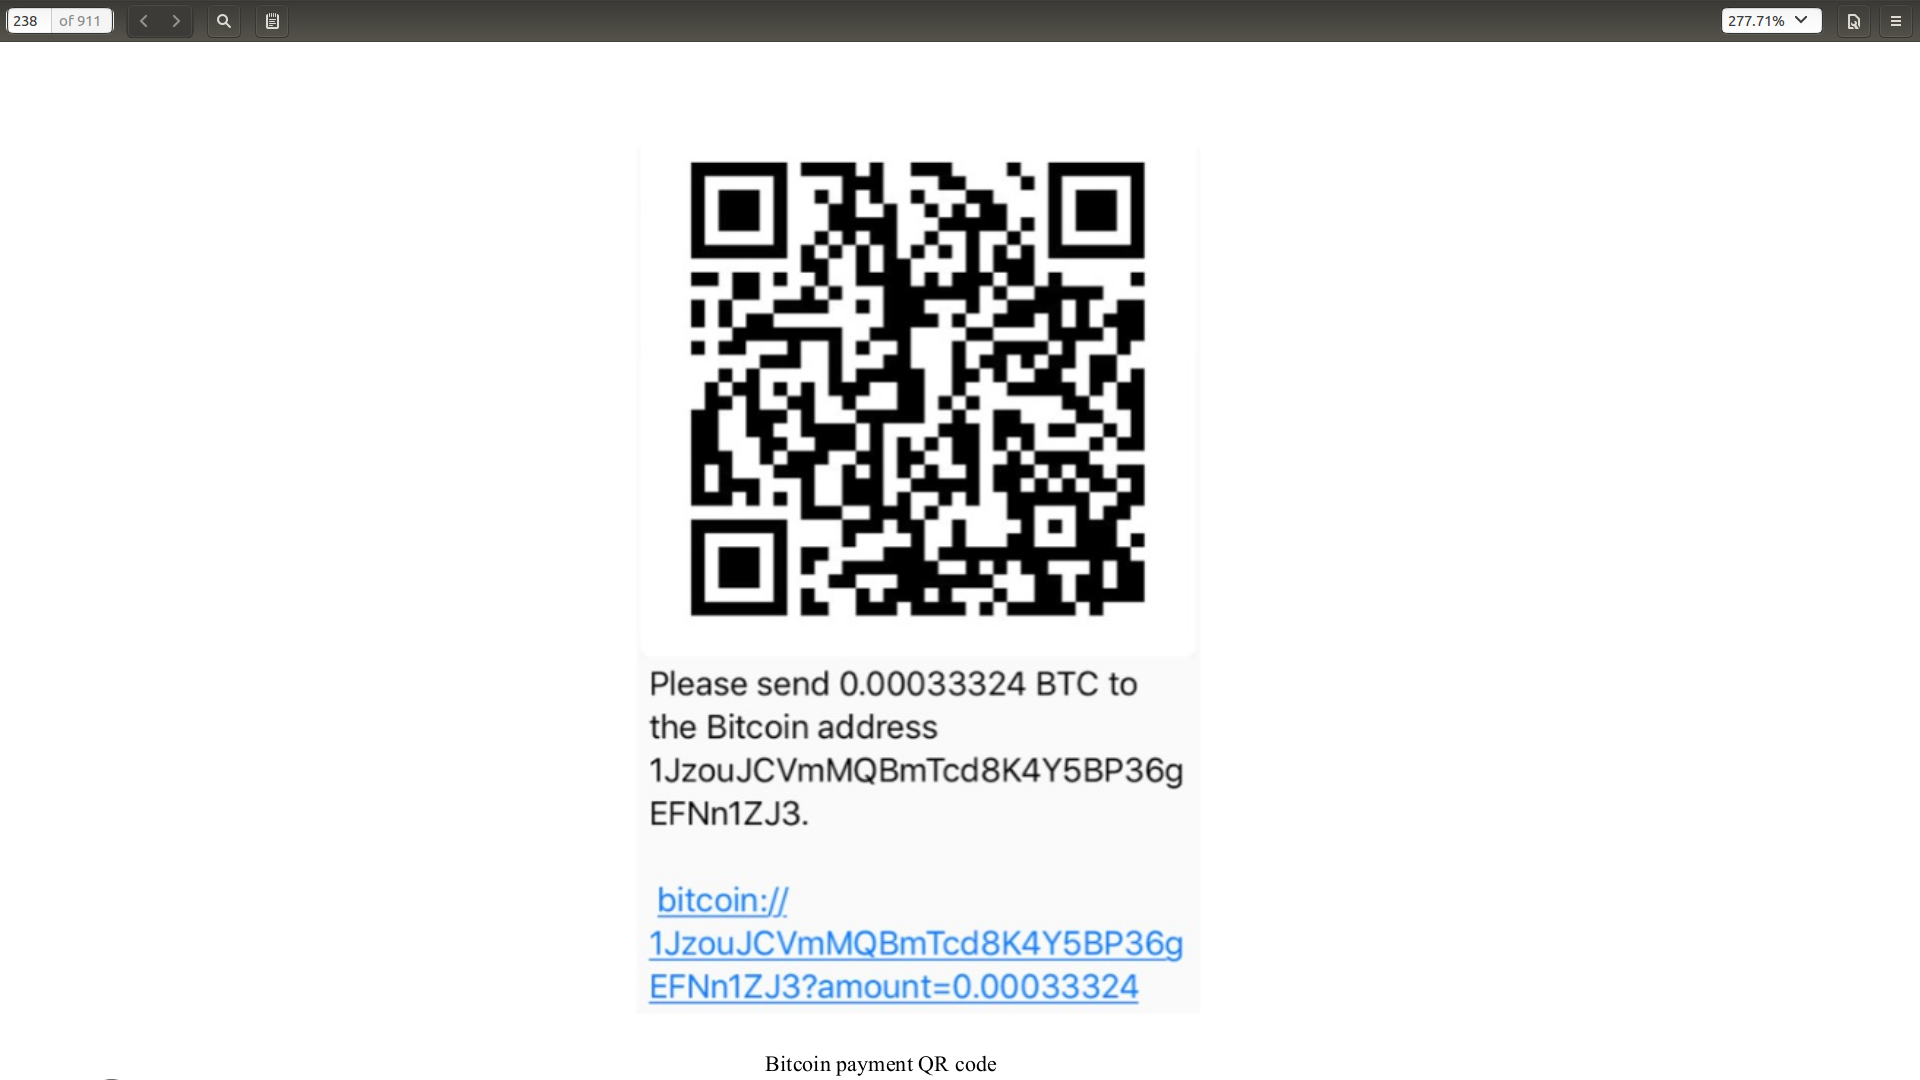 238 of 911
277.71%
Please send 0.00033324 BTC to
the Bitcoin address
1JzouJCVmMQBmTcd8K4Y5BP36g
EFNn1ZJ3.
bitcoin://
1JzouJCVmMQBmTcd8K4Y5BP36g
EFNn1ZJ3?amount=0.00033324
Bitcoin payment QR code